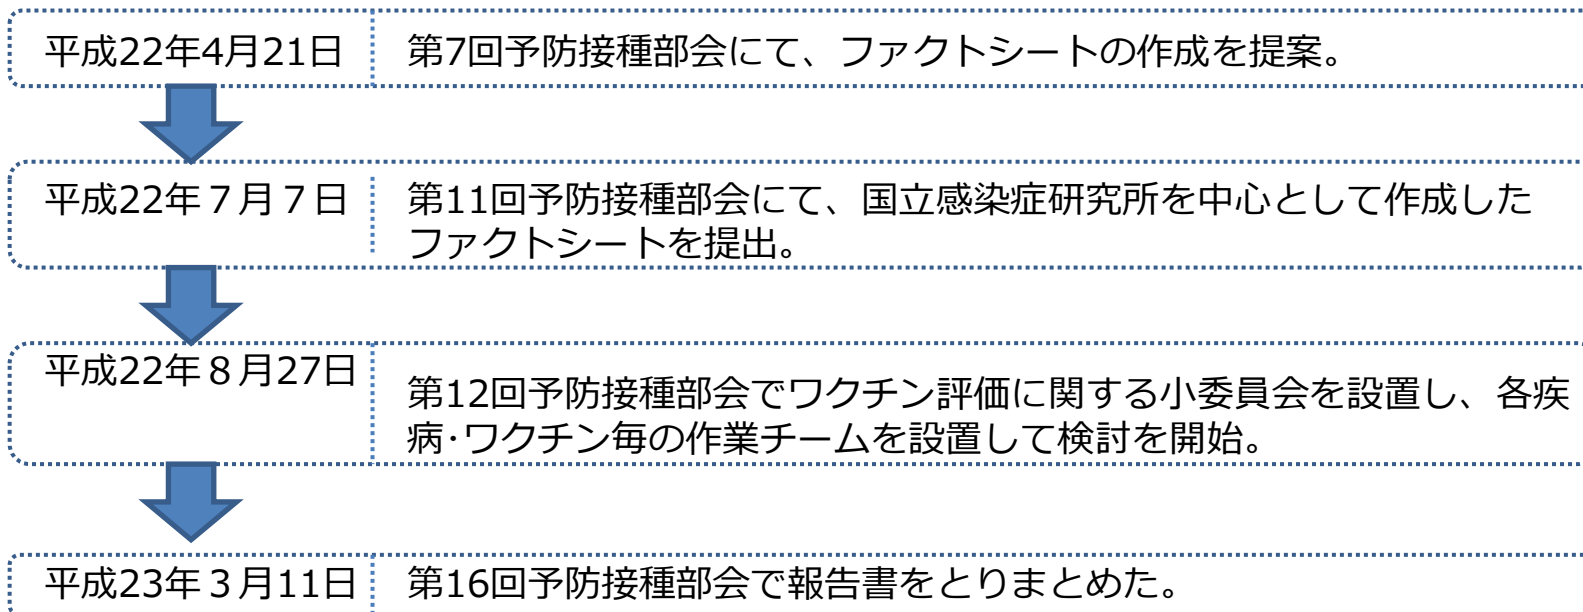 平成22年4月21日 第7回予防接種部会にて、ファクトシートの作成を提案。
平成22年７月７日 第11回予防接種部会にて、国立感染症研究所を中心として作成した
ファクトシートを提出。
平成22年８月27日
第12回予防接種部会でワクチン評価に関する小委員会を設置し、各疾
病･ワクチン毎の作業チームを設置して検討を開始。
平成23年３月11日 第16回予防接種部会で報告書をとりまとめた。